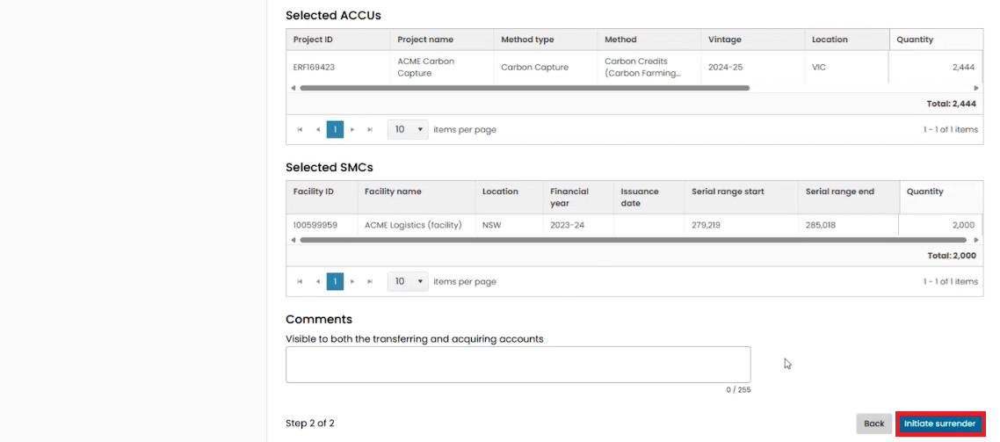 Selected ACCUs
Project ID Project name Method type Method Vintage Location Quantity
ERF169423 ACME Carbon Capture Carbon Capture Carbon Credits (Carbon Farming... 2024-25 VIC 2,444
Total: 2,444
1 10 items per page 1 - 1 of 1 items
Selected SMCs
Facility ID Facility name Location Financial year Issuance date Serial range start Serial range end Quantity
100599959 ACME Logistics (facility) NSW 2023-24 279,219 285,018 2,000
Total: 2,000
1 10 items per page 1 - 1 of 1 items
Comments
Visible to both the transferring and acquiring accounts
0 / 255
Step 2 of 2 Back Initiate surrender